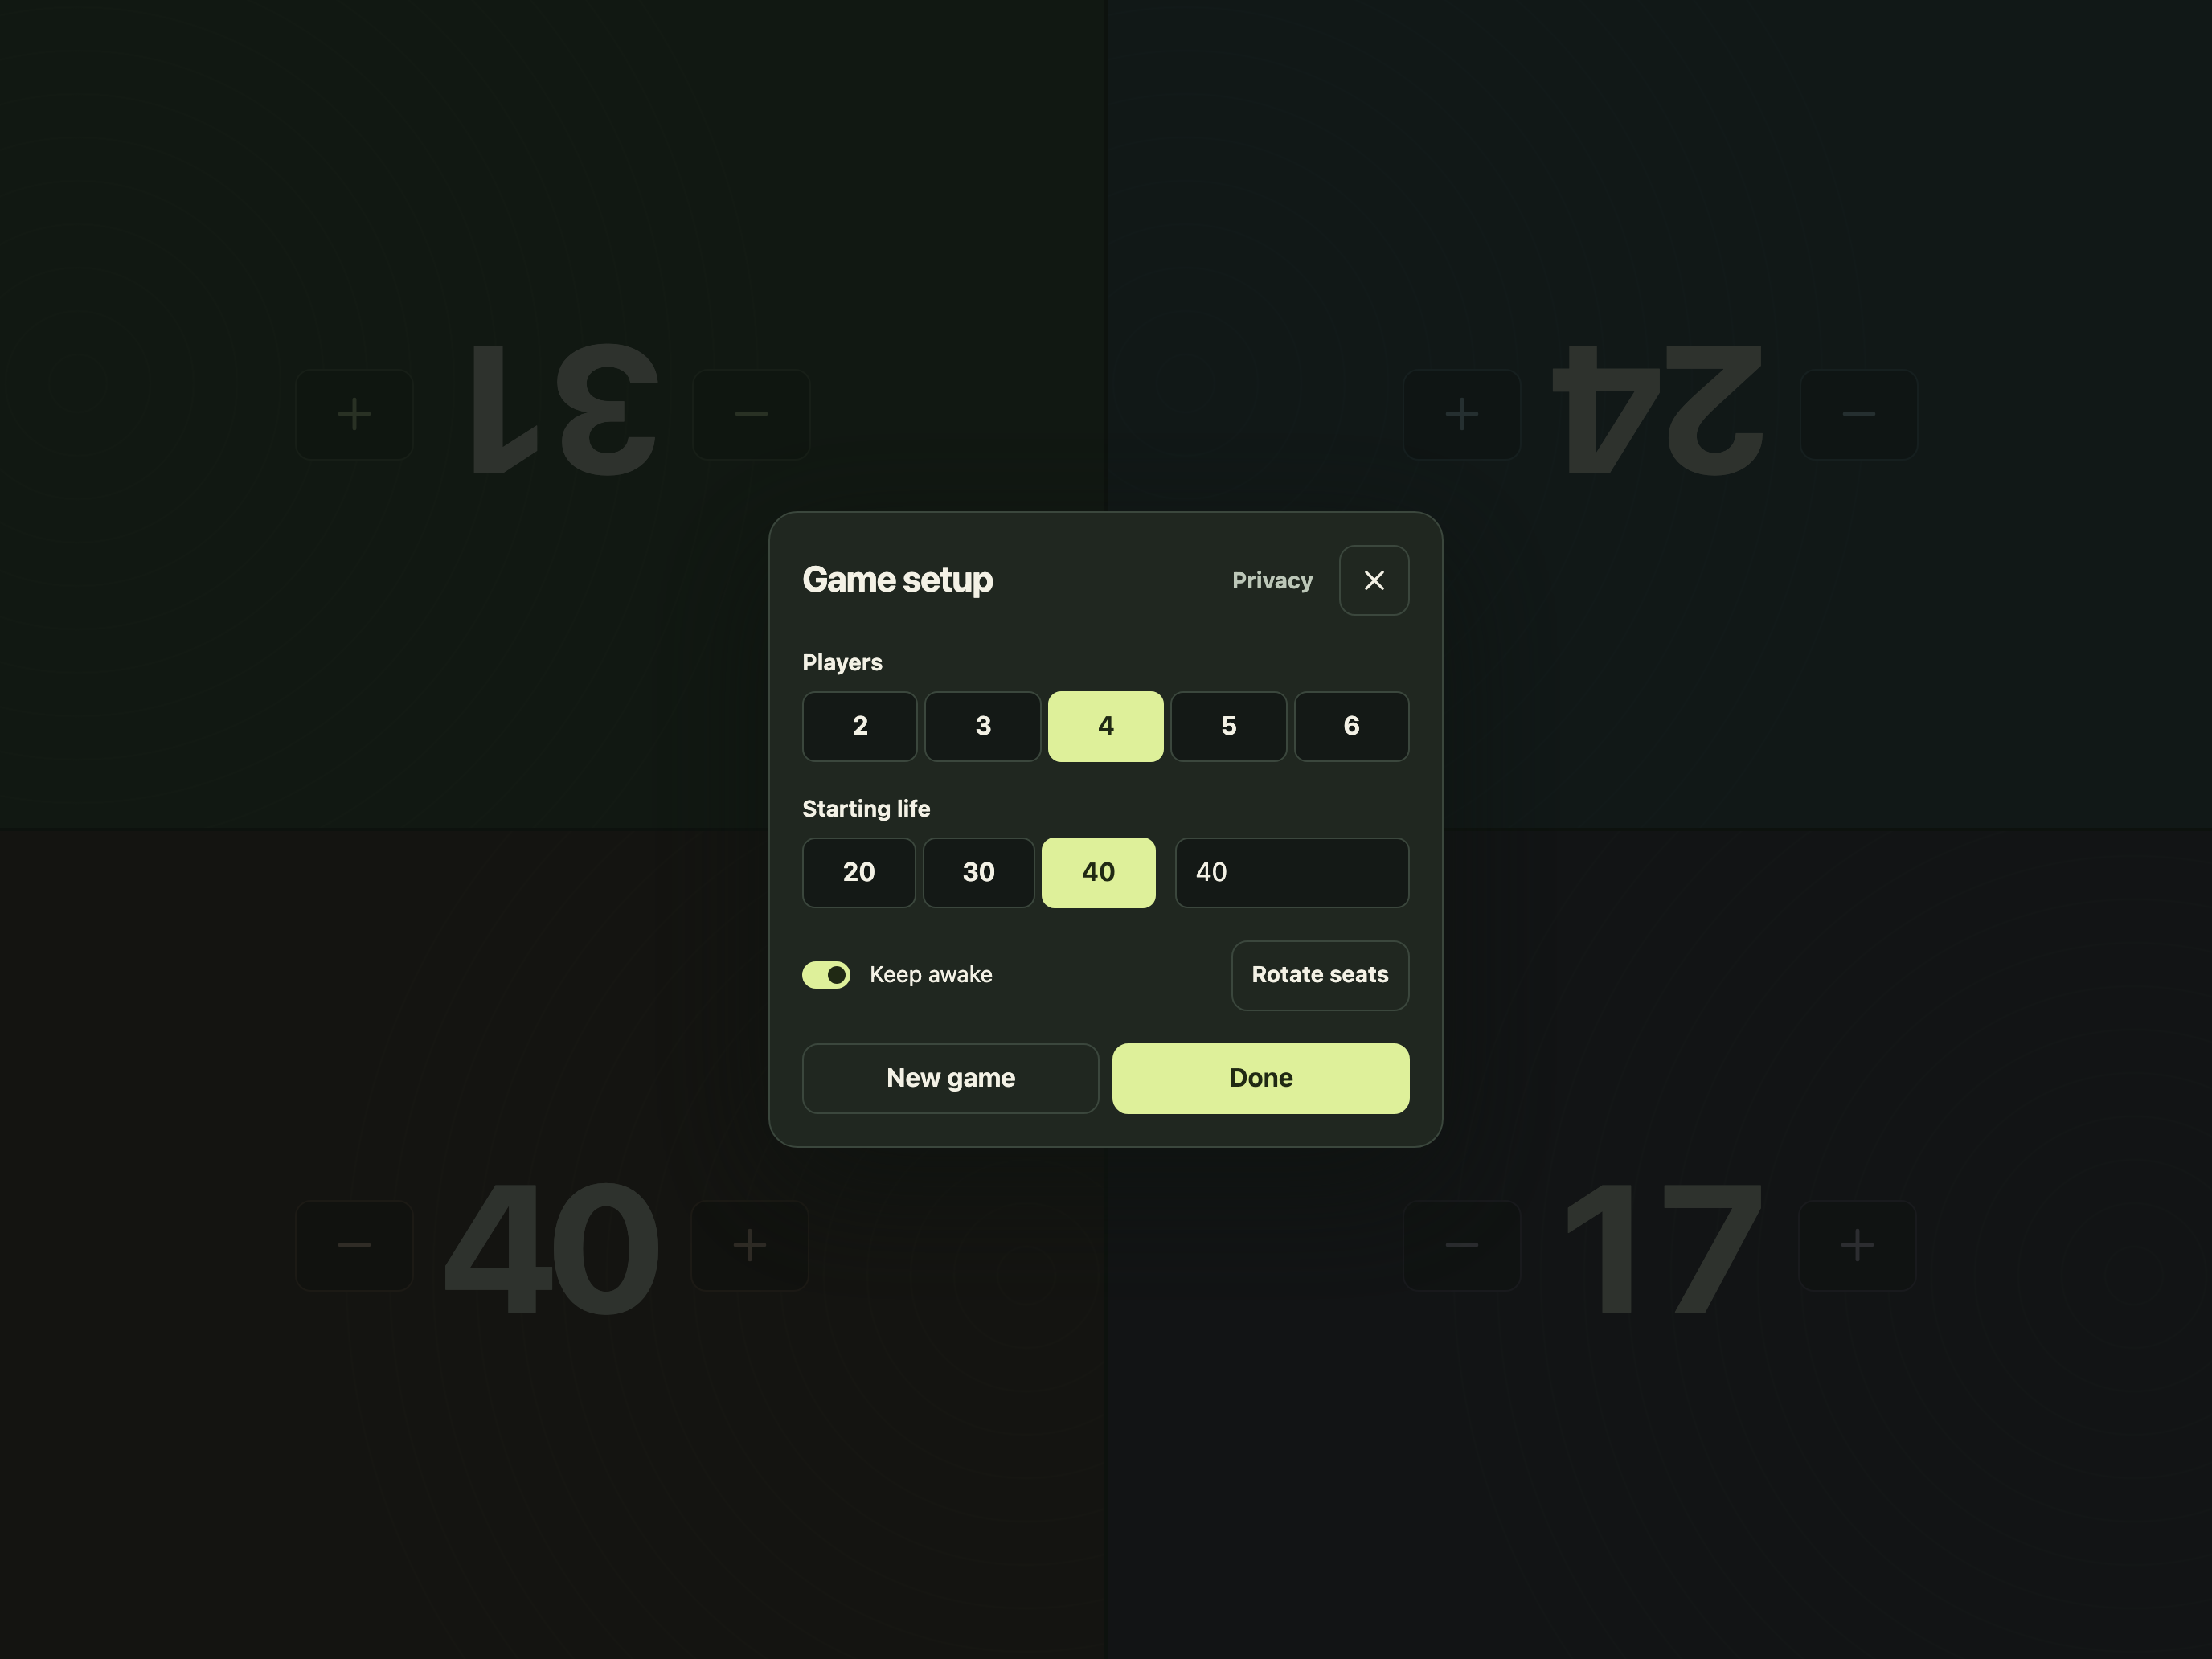 31
24
Game setup
Privacy
Players
2 3 4 5 6
Starting life
20 30 40 40
Keep awake
Rotate seats
New game Done
40
17